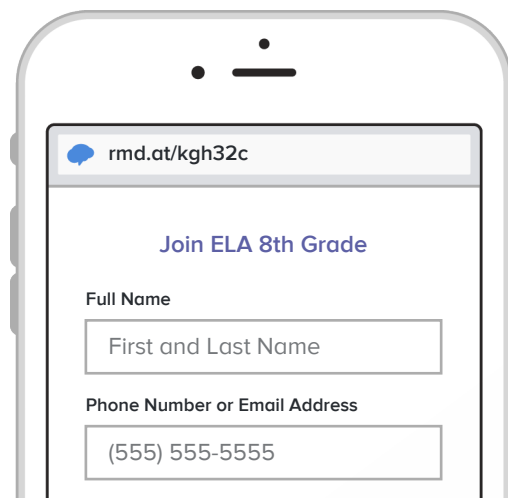 rmd.at/kgh32c
Join ELA 8th Grade
Full Name
First and Last Name
Phone Number or Email Address
(555) 555-5555